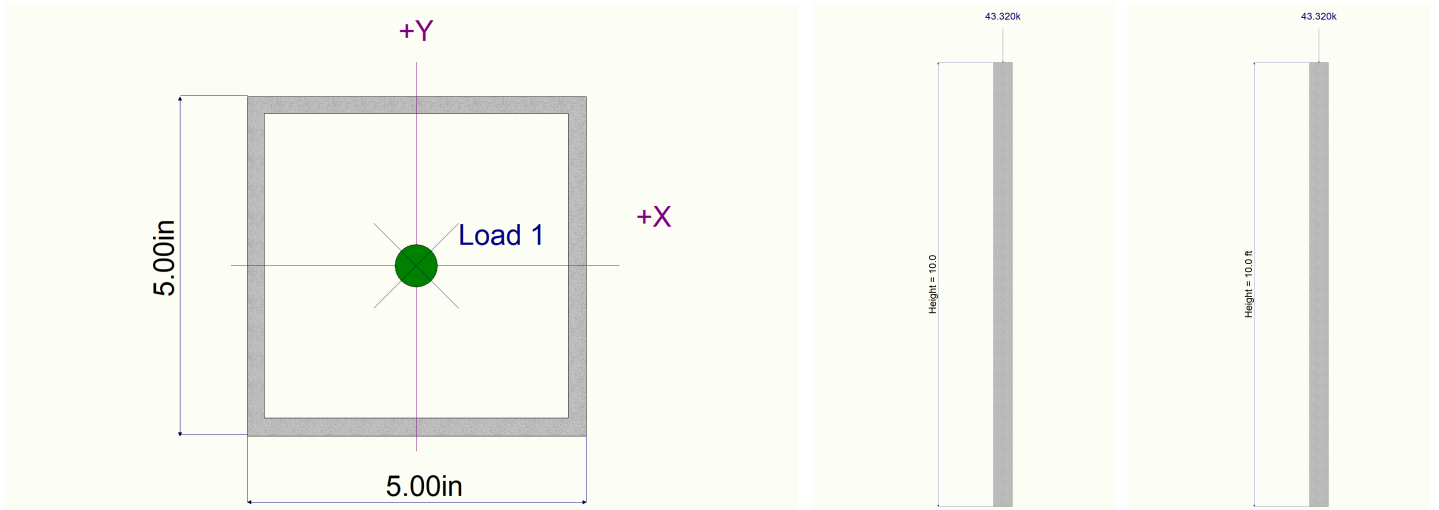 +Y
+X
Load 1
5.00in
5.00in
43.320k
Height = 10.0
43.320k
Height = 10.0 ft